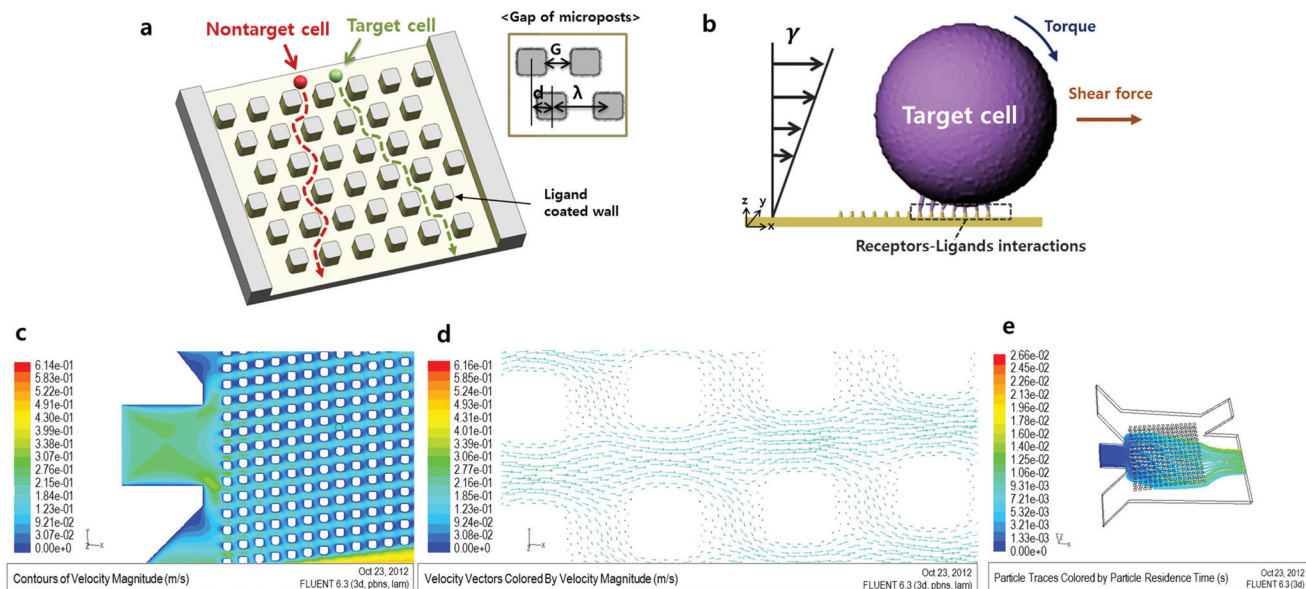 a
Nontarget cell
Target cell
<Gap of microposts>
G
d
λ
Ligand
coated wall
b
γ
Torque
Shear force
Target cell
z
y
x
Receptors-Ligands interactions
c
6.14e-01
5.83e-01
5.22e-01
4.91e-01
4.30e-01
3.99e-01
3.38e-01
3.07e-01
2.76e-01
2.15e-01
1.84e-01
1.23e-01
9.21e-02
3.08e-02
0.00e+0
Y
Z
X
Contours of Velocity Magnitude (m/s)
Oct 23, 2012
FLUENT 6.3 (3d, pbns, lam)
d
6.16e-01
5.85e-01
5.24e-01
4.93e-01
4.31e-01
4.01e-01
3.39e-01
3.06e-01
2.77e-01
2.16e-01
1.85e-01
1.23e-01
9.24e-02
3.08e-02
0.00e+0
Y
Z
X
Velocity Vectors Colored By Velocity Magnitude (m/s)
Oct 23, 2012
FLUENT 6.3 (3d, pbns, lam)
e
2.66e-02
2.45e-02
2.26e-02
2.13e-02
1.96e-02
1.78e-02
1.60e-02
1.40e-02
1.25e-02
1.06e-02
9.31e-03
7.21e-03
5.32e-03
3.21e-03
1.33e-03
0.00e+0
Y
Z
X
Particle Traces Colored by Particle Residence Time (s)
Oct 23, 2012
FLUENT 6.3 (3d)